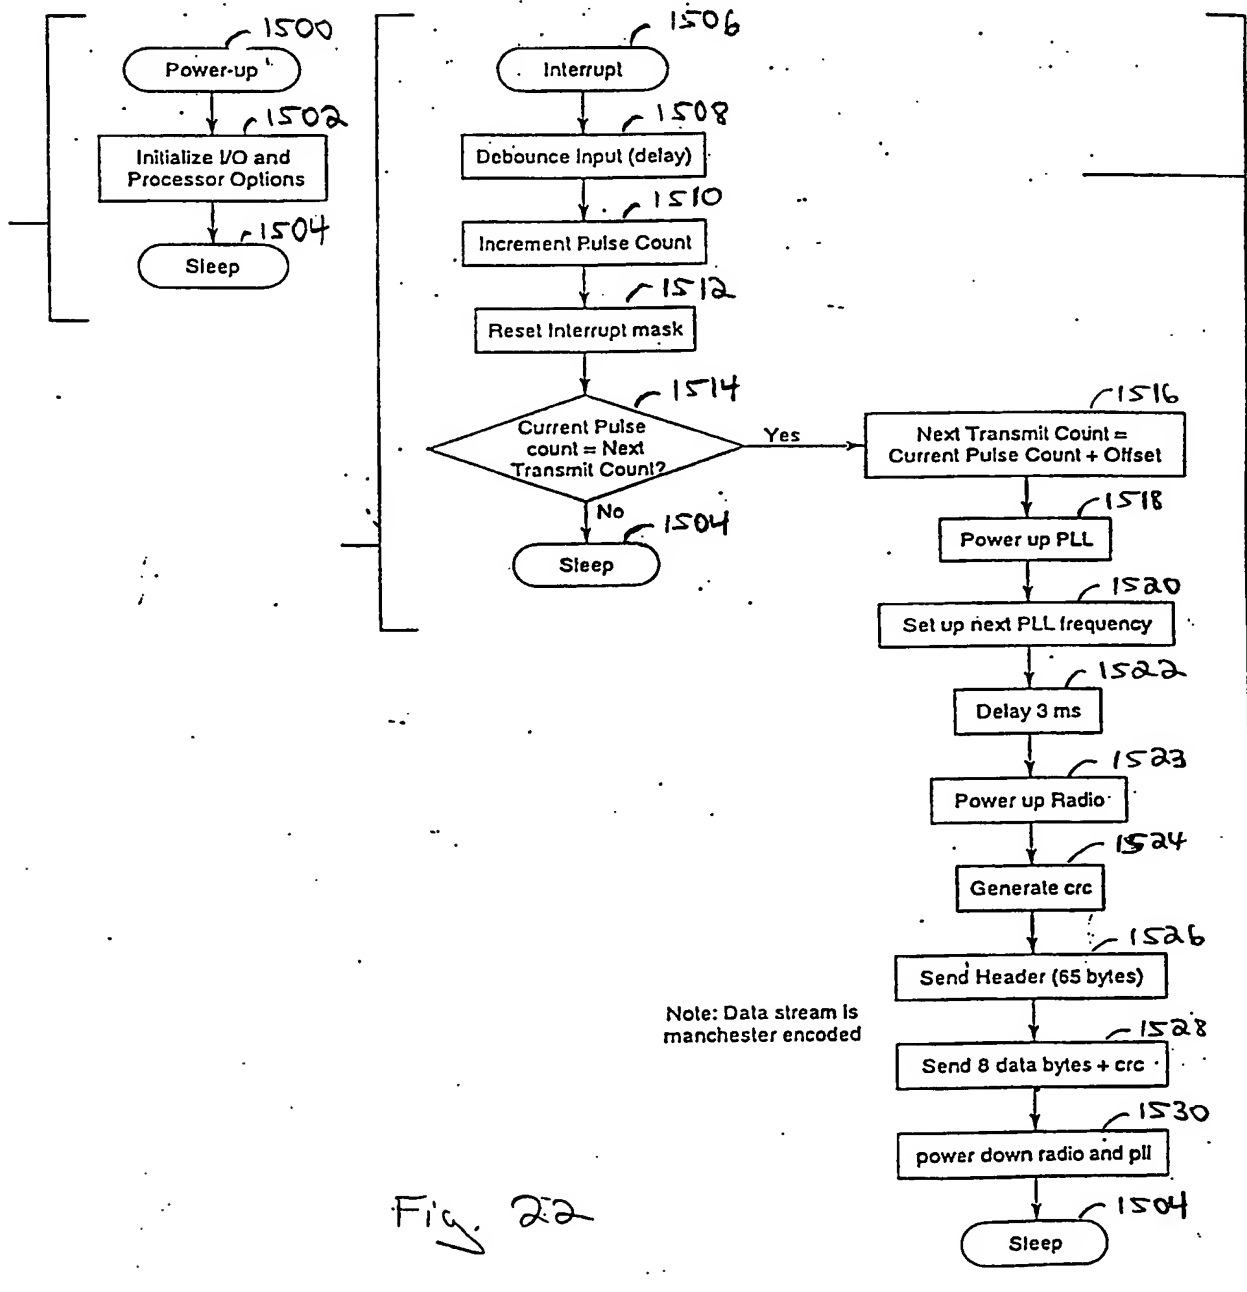 1500
Power-up
1502
Initialize I/O and
Processor Options
1504
Sleep
1506
Interrupt
1508
Debounce Input (delay)
1510
Increment Pulse Count
1512
Reset Interrupt mask
1514
Current Pulse
count = Next
Transmit Count?
Yes
No
1504
Sleep
1516
Next Transmit Count =
Current Pulse Count + Offset
1518
Power up PLL
1520
Set up next PLL frequency
1522
Delay 3 ms
1523
Power up Radio
1524
Generate crc
1526
Send Header (65 bytes)
Note: Data stream is
manchester encoded
1528
Send 8 data bytes + crc
1530
power down radio and pll
1504
Sleep
Fig. 22